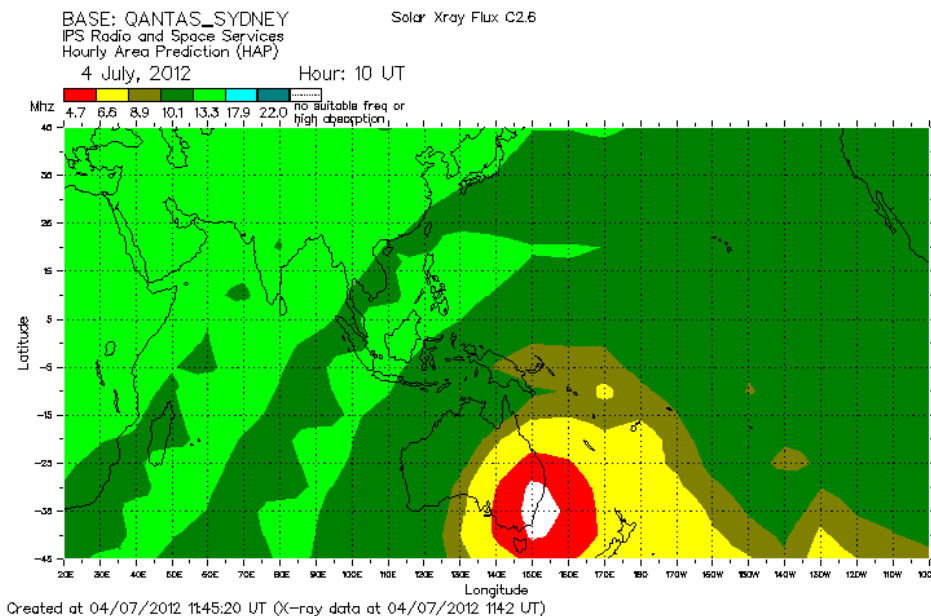 BASE: QANTAS_SYDNEY
Solar Xray Flux C2.6
IPS Radio and Space Services
Hourly Area Prediction (HAP)
4 July, 2012 Hour: 10 UT
Mhz 4.7 6.6 8.9 10.1 13.3 17.9 22.0 no suitable freq or
high absorption
40
35
25
15
5
-5
-15
-25
-35
-45
Latitude
20E 30E 40E 50E 60E 70E 80E 90E 100E 110E 120E 130E 140E 150E 160E 170E 180E 170W 160W 150W 140W 130W 120W 110W 100
Longitude
Created at 04/07/2012 11:45:20 UT (X-ray data at 04/07/2012 1142 UT)